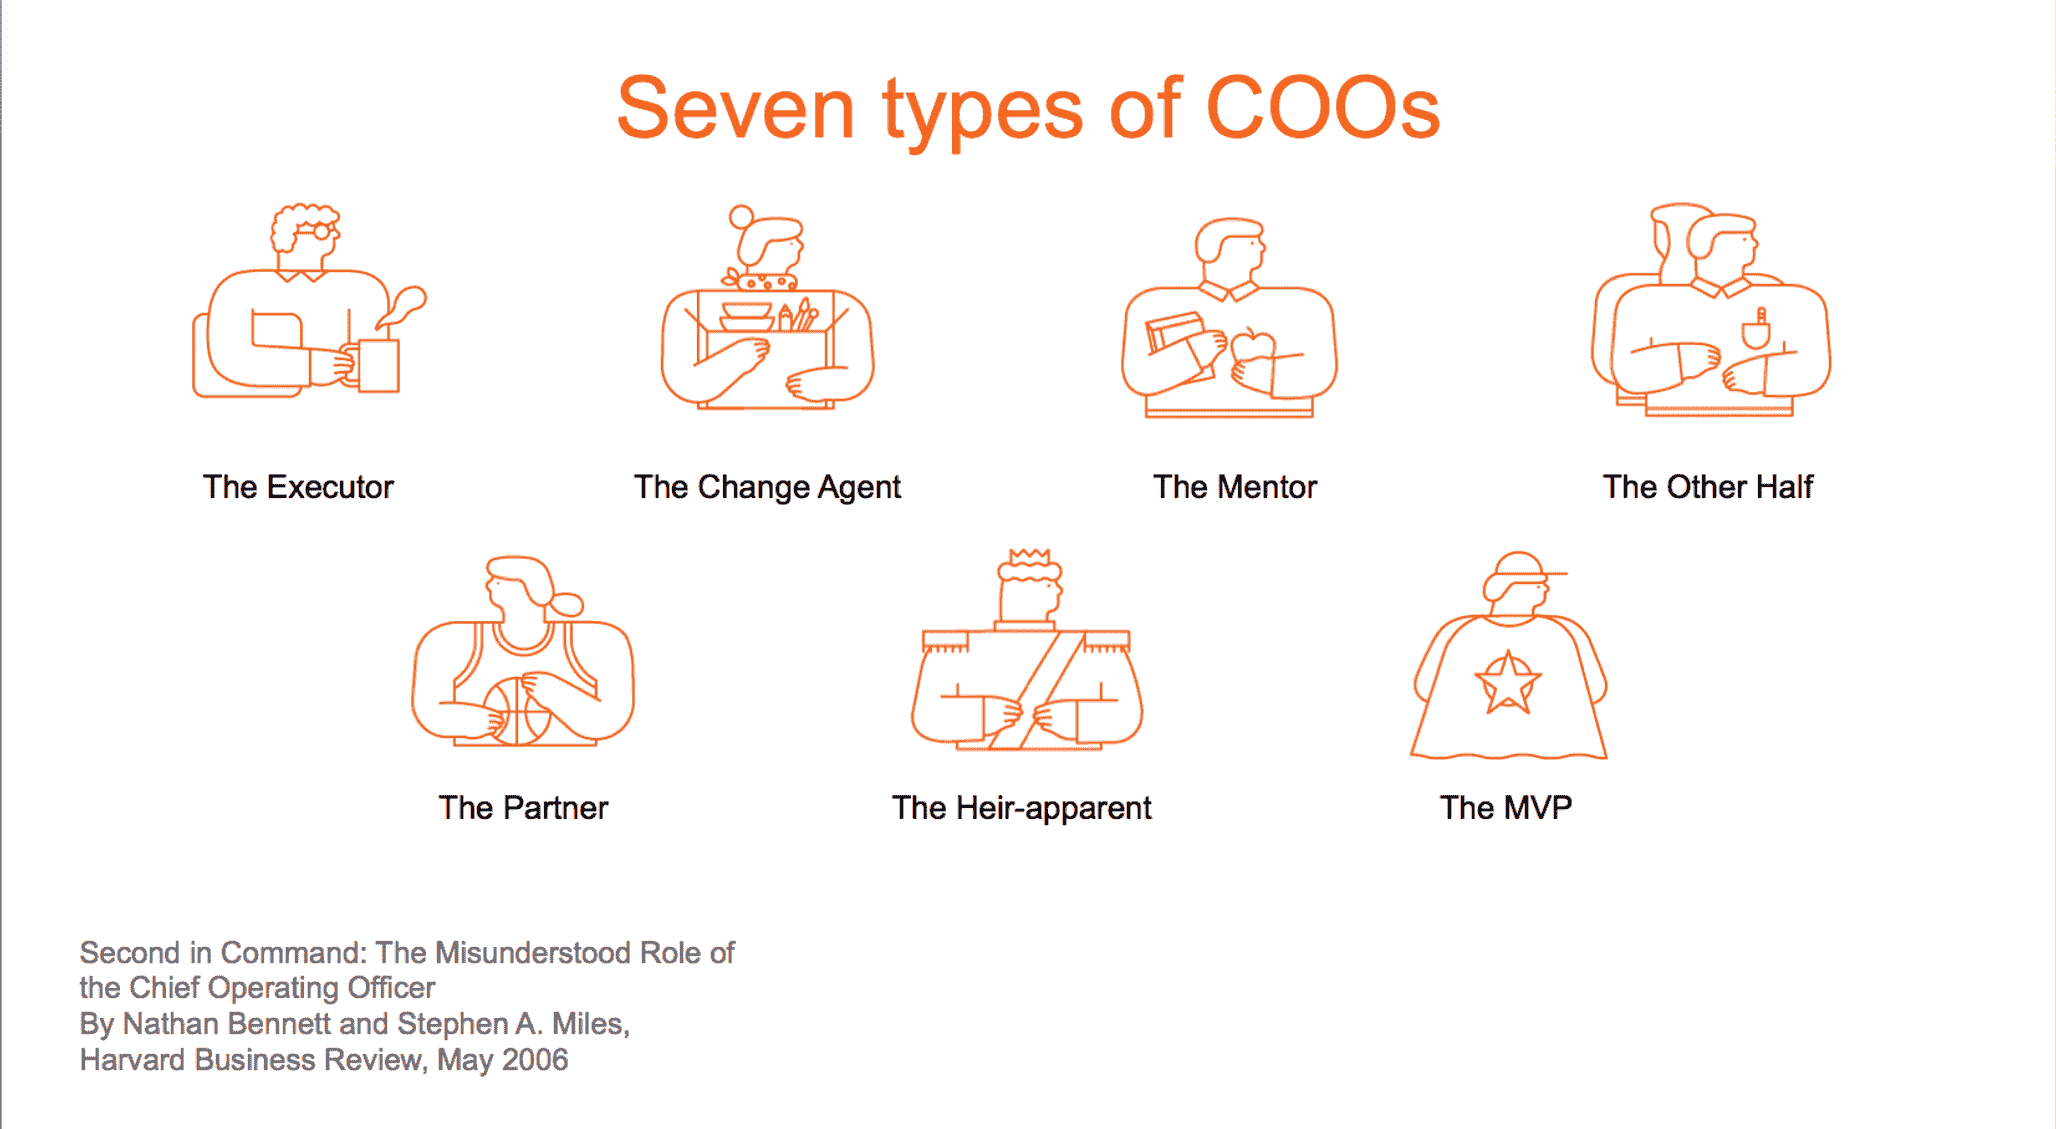 Seven types of COOs
The Executor
The Change Agent
The Mentor
The Other Half
The Partner
The Heir-apparent
The MVP
Second in Command: The Misunderstood Role of
the Chief Operating Officer
By Nathan Bennett and Stephen A. Miles,
Harvard Business Review, May 2006